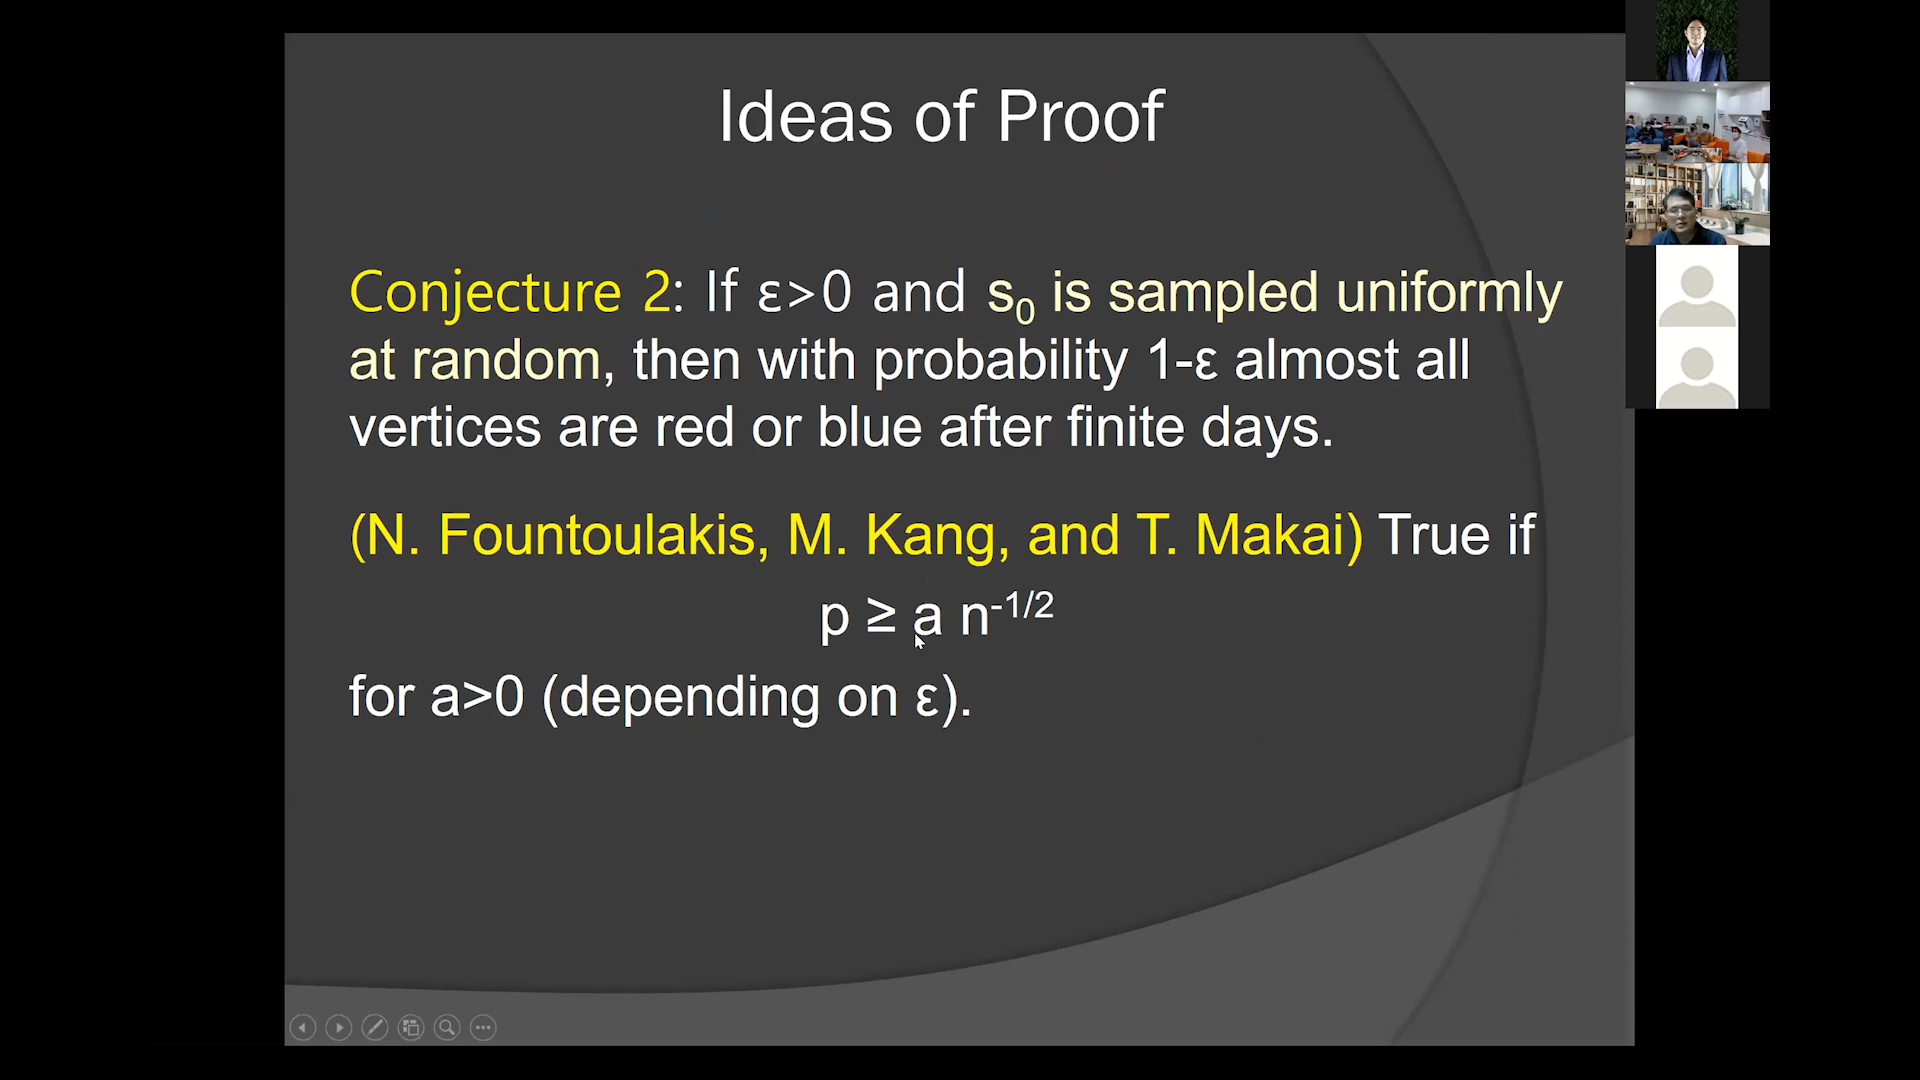 Ideas of Proof
Conjecture 2: If ε>0 and s₀ is sampled uniformly
at random, then with probability 1-ε almost all
vertices are red or blue after finite days.
(N. Fountoulakis, M. Kang, and T. Makai) True if
p ≥ a n⁻¹/²
for a>0 (depending on ε).